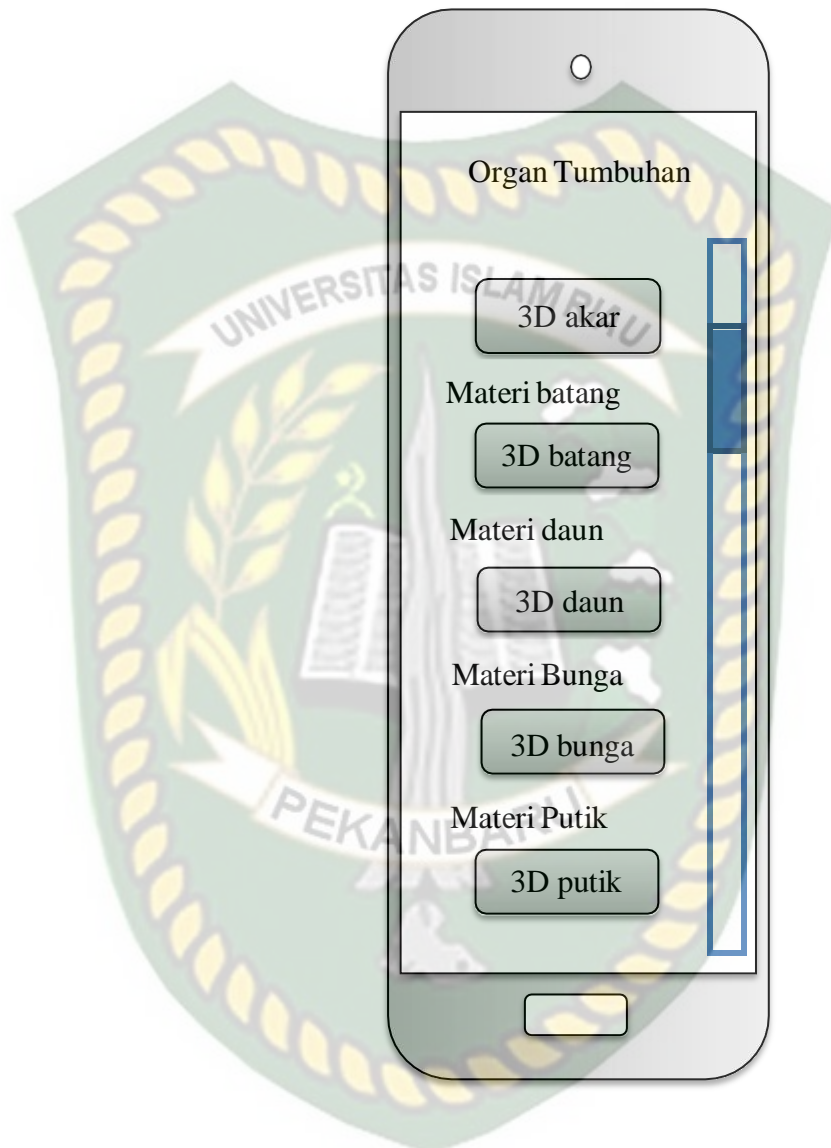 Organ Tumbuhan
UNIVERSITAS ISLAM RIAU
3D akar
Materi batang
3D batang
Materi daun
3D daun
Materi Bunga
3D bunga
Materi Putik
PEKANBARU
3D putik